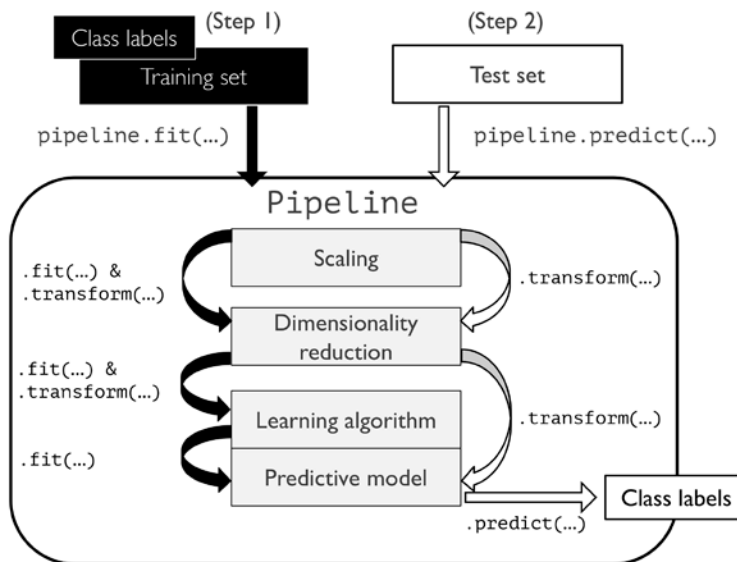 (Step 1)
(Step 2)
Class labels
Training set
Test set
pipeline.fit(…)
pipeline.predict(…)
Pipeline
Scaling
.fit(…) &
.transform(…)
.transform(…)
Dimensionality
reduction
.fit(…) &
.transform(…)
Learning algorithm
.transform(…)
.fit(…)
Predictive model
Class labels
.predict(…)